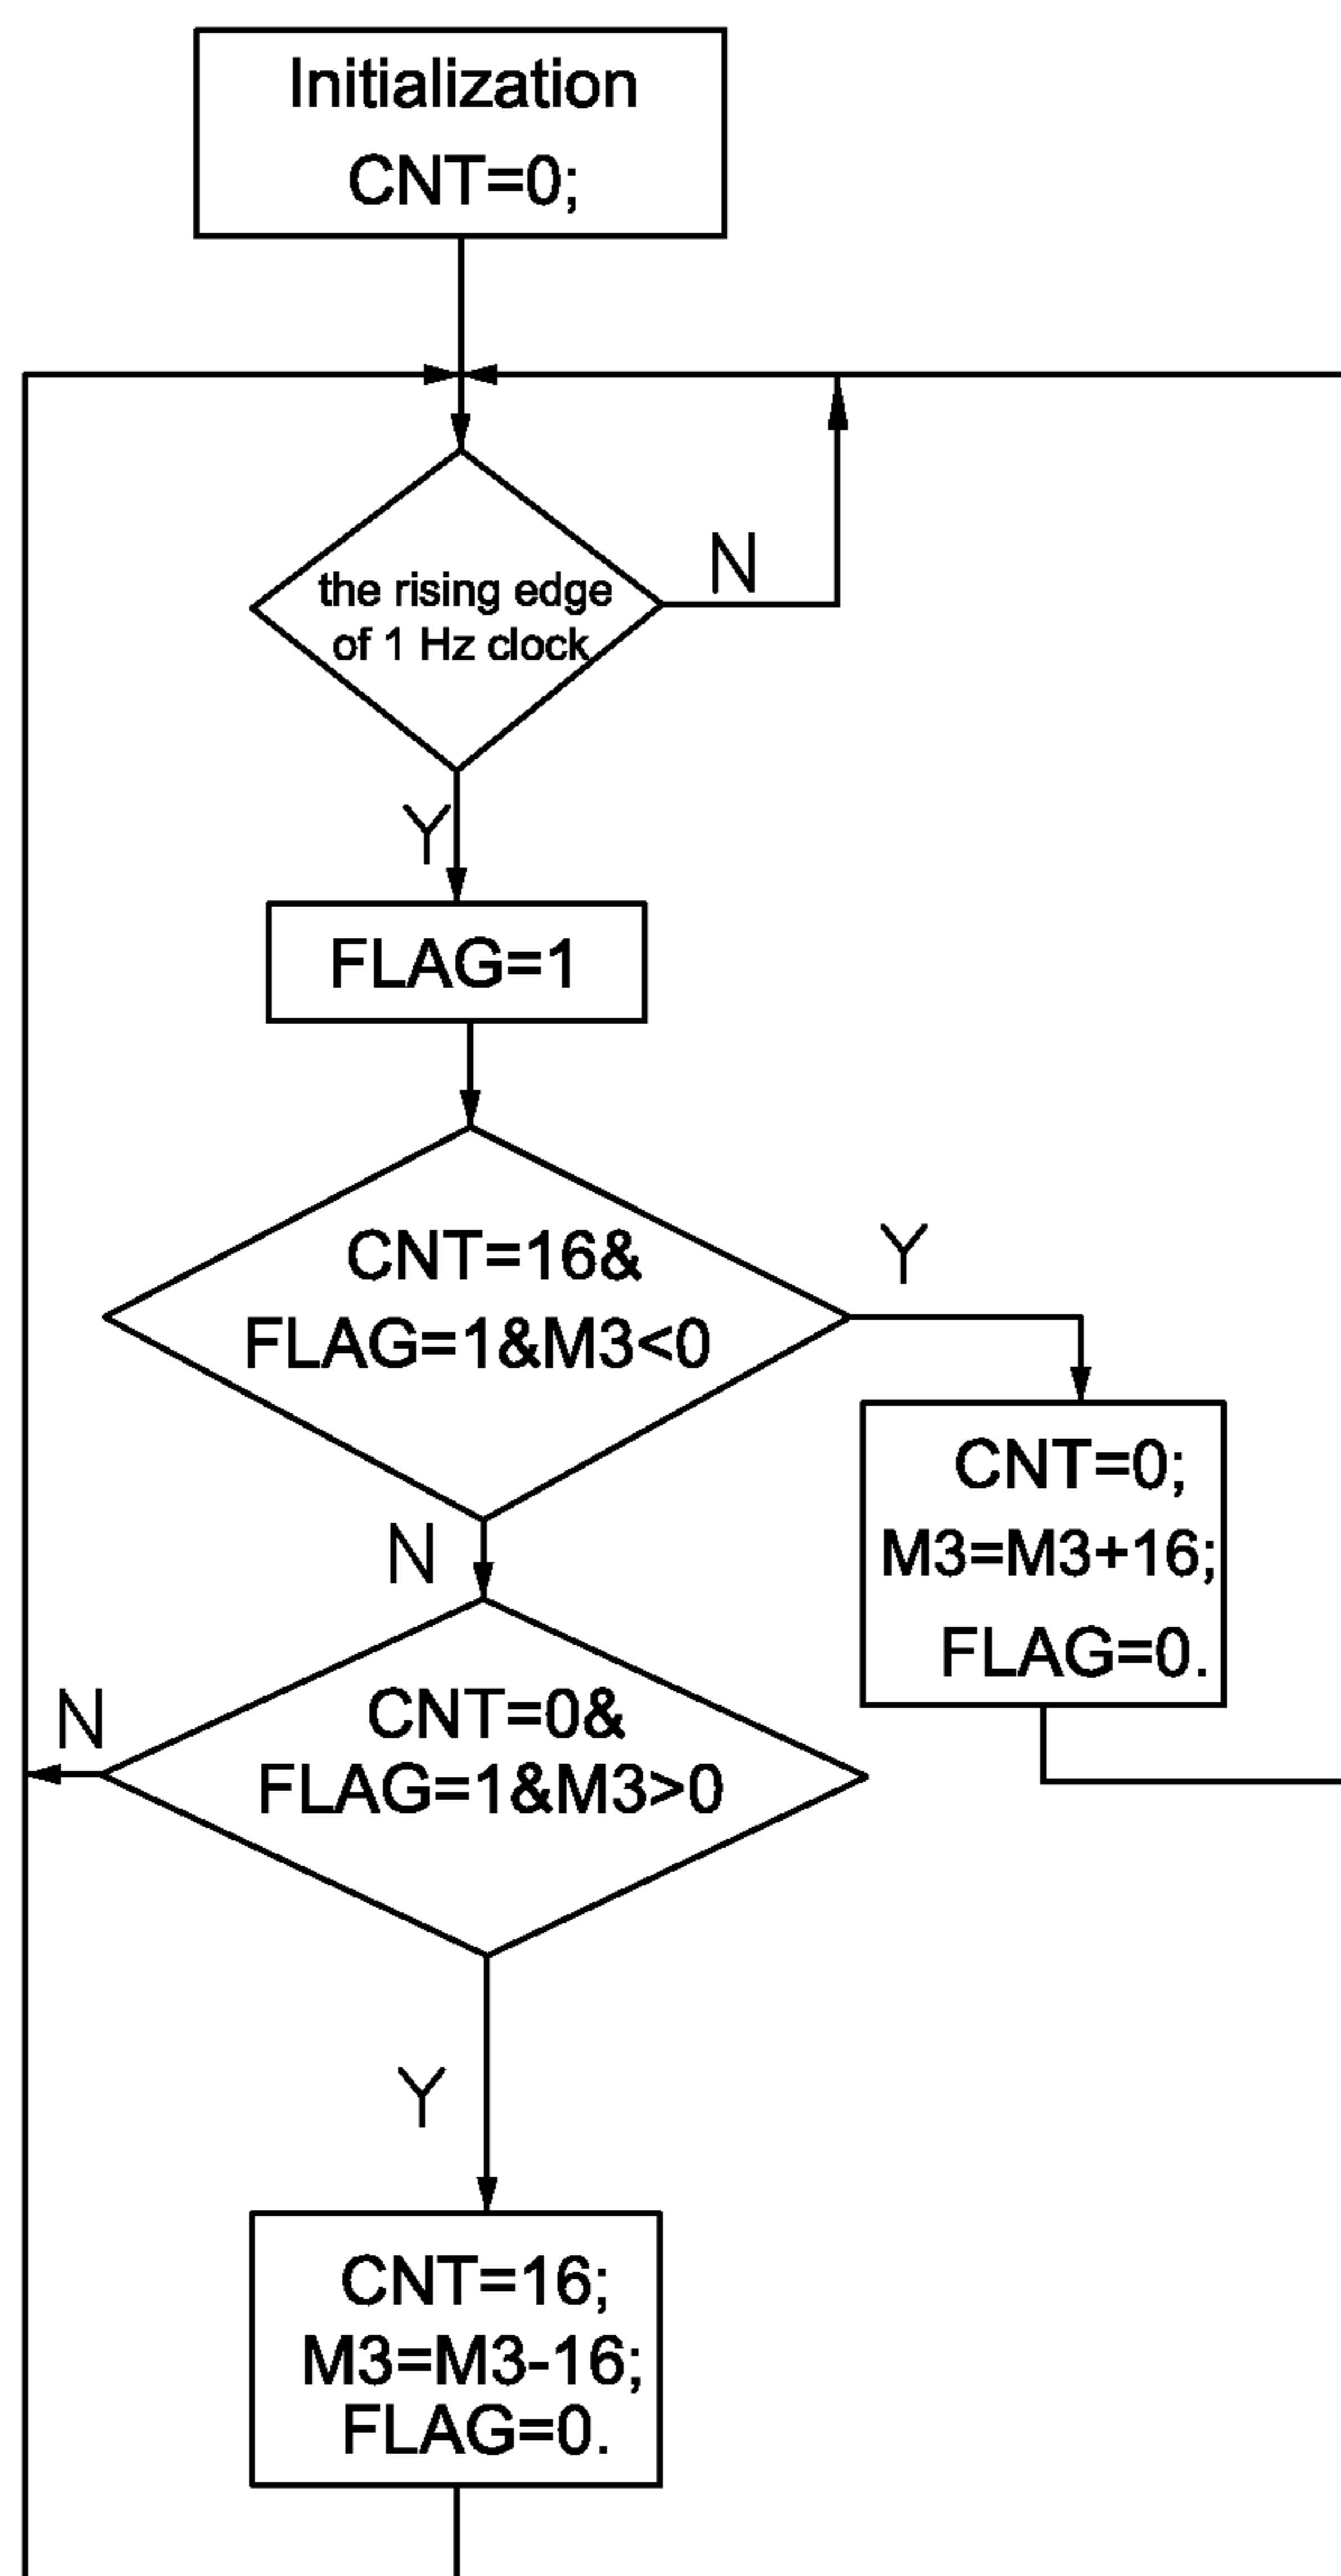 Initialization
CNT=0;
the rising edge
of 1 Hz clock
N
Y
FLAG=1
CNT=16&
FLAG=1&M3<0
Y
CNT=0;
M3=M3+16;
FLAG=0.
N
CNT=0&
FLAG=1&M3>0
N
Y
CNT=16;
M3=M3-16;
FLAG=0.